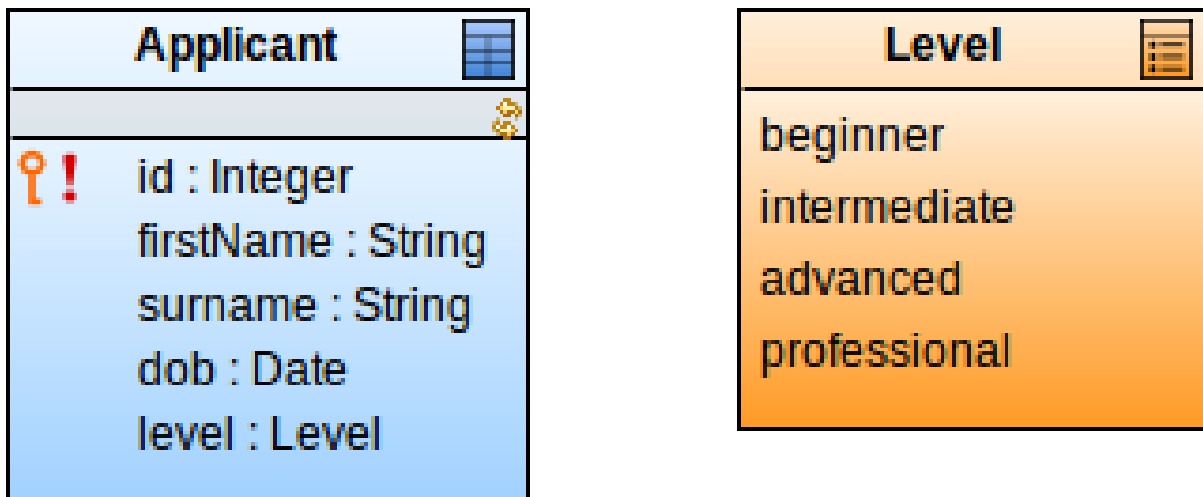 Applicant
id : Integer
firstName : String
surname : String
dob : Date
level : Level
Level
beginner
intermediate
advanced
professional